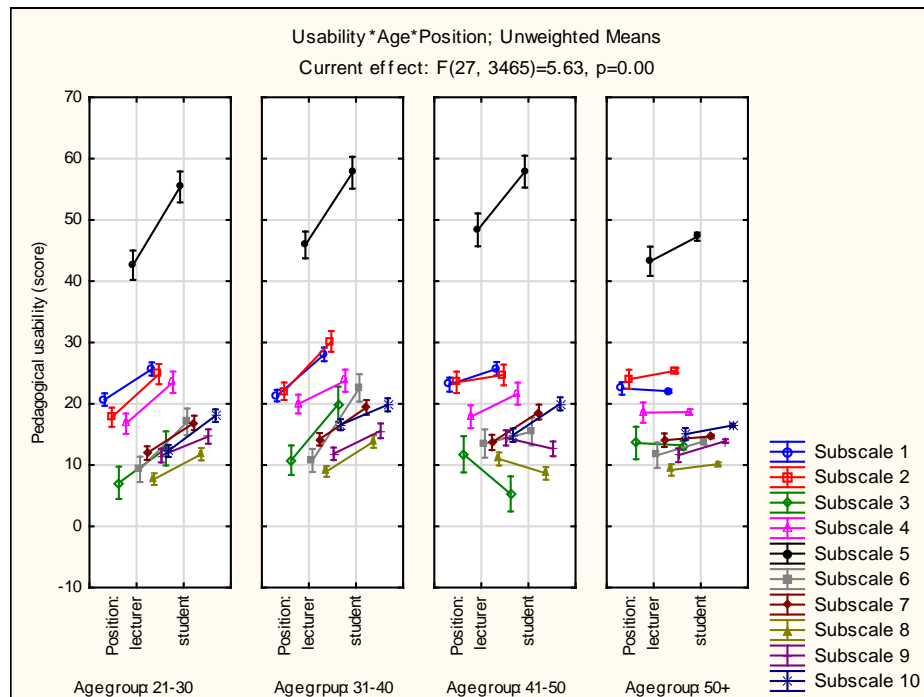 Usability*Age*Position; Unweighted Means
Current effect: F(27, 3465)=5.63, p=0.00
Pedagogical usability (score)
70
60
50
40
30
20
10
0
-10
Position: lecturer student
Position: lecturer student
Position: lecturer student
Position: lecturer student
Agegroup: 21-30
Agegrpup: 31-40
Agegroup: 41-50
Agegroup: 50+
Subscale 1
Subscale 2
Subscale 3
Subscale 4
Subscale 5
Subscale 6
Subscale 7
Subscale 8
Subscale 9
Subscale 10